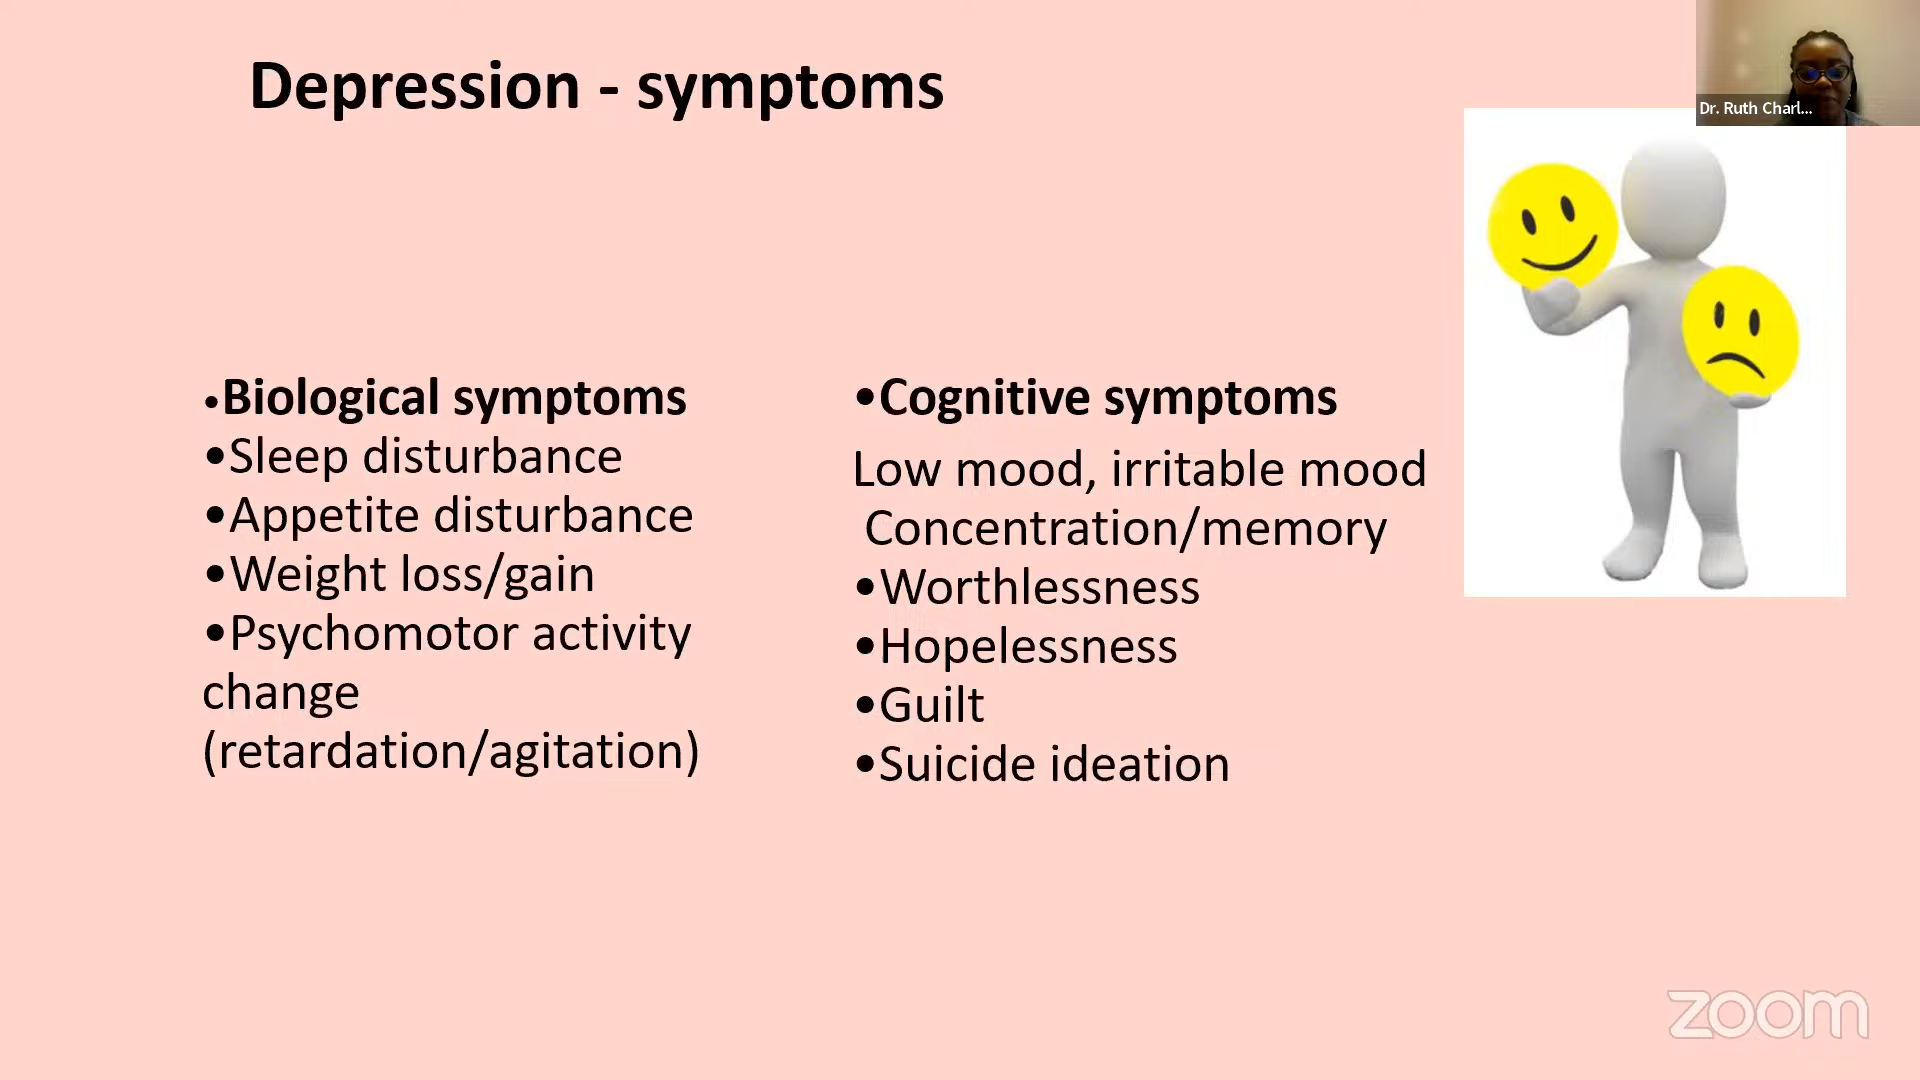 Depression - symptoms
Dr. Ruth Charl...
•Biological symptoms
•Sleep disturbance
•Appetite disturbance
•Weight loss/gain
•Psychomotor activity
change
(retardation/agitation)
•Cognitive symptoms
Low mood, irritable mood
Concentration/memory
•Worthlessness
•Hopelessness
•Guilt
•Suicide ideation
zoom